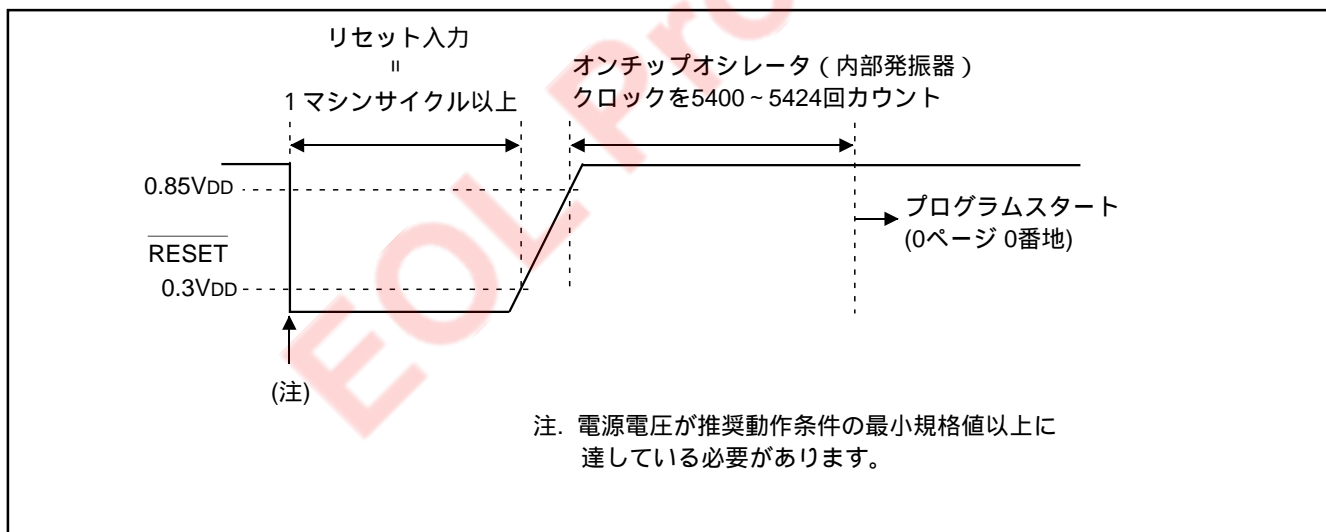 リセット入力
=
1 マシンサイクル以上
オンチップオシレータ ( 内部発振器 )
クロックを5400 ~ 5424回カウント
0.85VDD
RESET
0.3VDD
プログラムスタート
(0ページ 0番地)
(注)
注. 電源電圧が推奨動作条件の最小規格値以上に
達している必要があります。
EOL Pro